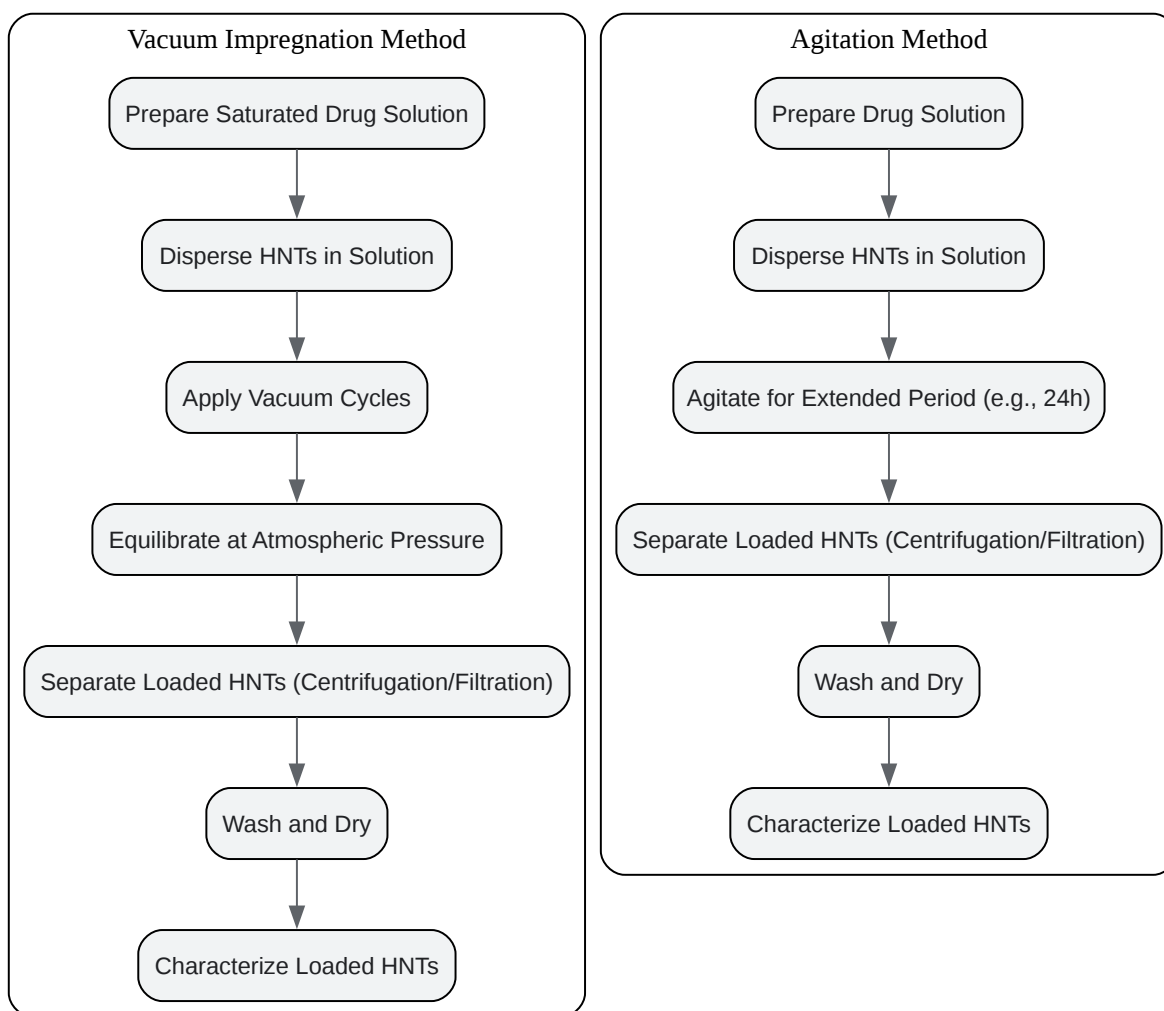 Vacuum Impregnation Method
Prepare Saturated Drug Solution
Disperse HNTs in Solution
Apply Vacuum Cycles
Equilibrate at Atmospheric Pressure
Separate Loaded HNTs (Centrifugation/Filtration)
Wash and Dry
Characterize Loaded HNTs
Agitation Method
Prepare Drug Solution
Disperse HNTs in Solution
Agitate for Extended Period (e.g., 24h)
Separate Loaded HNTs (Centrifugation/Filtration)
Wash and Dry
Characterize Loaded HNTs